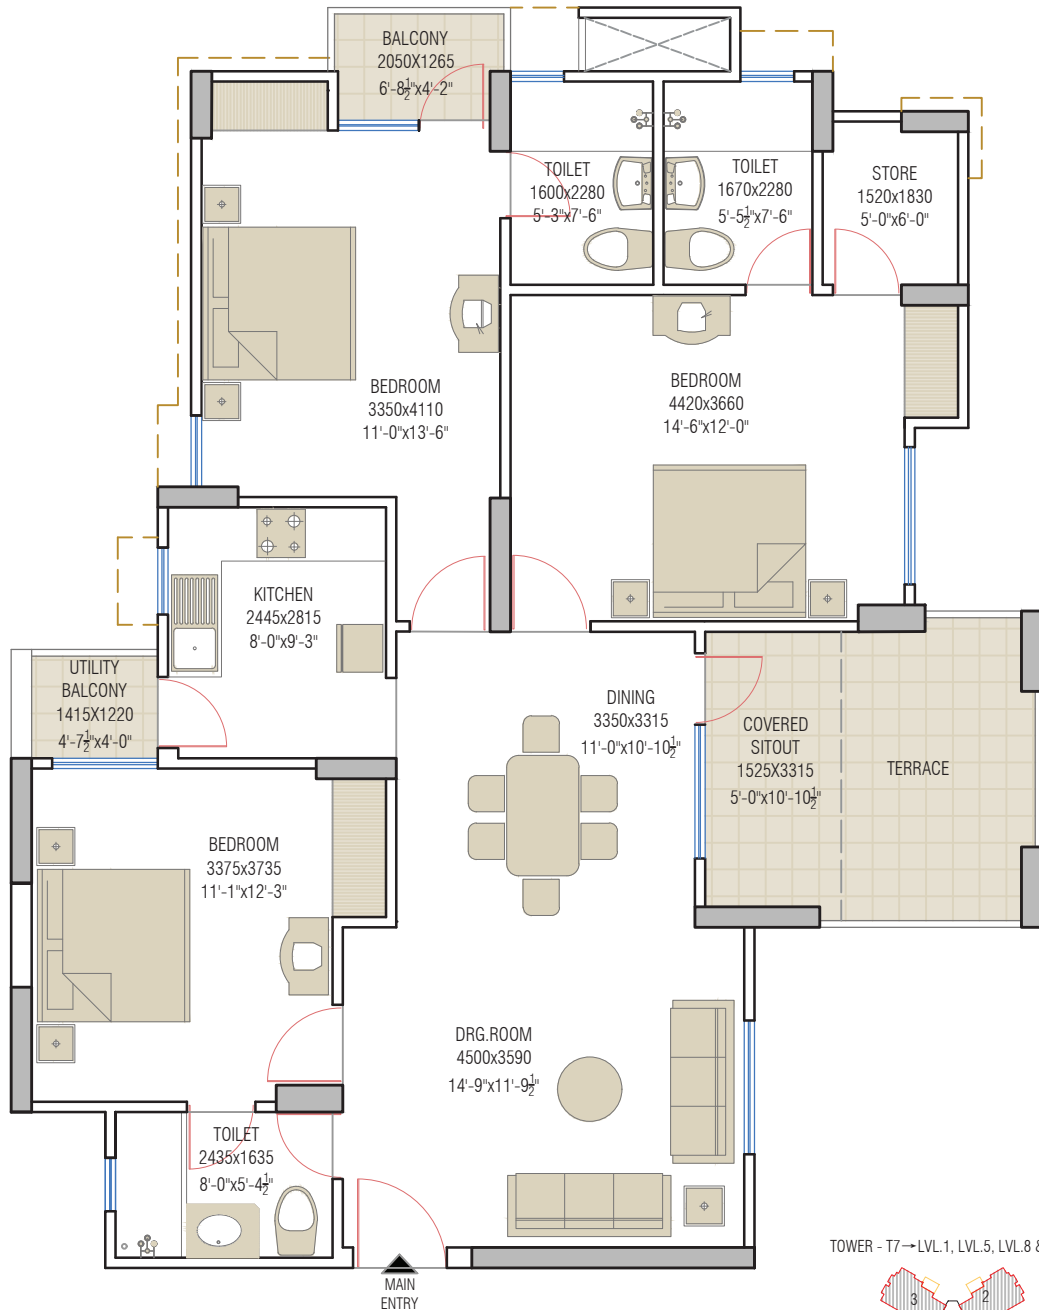 BALCONY
2050X1265
6'-8½"x4'-2"
TOILET
1600x2280
5'-3"x7'-6"
TOILET
1670x2280
5'-5½"x7'-6"
STORE
1520x1830
5'-0"x6'-0"
BEDROOM
3350x4110
11'-0"x13'-6"
BEDROOM
4420x3660
14'-6"x12'-0"
KITCHEN
2445x2815
8'-0"x9'-3"
UTILITY
BALCONY
1415X1220
4'-7½"x4'-0"
DINING
3350x3315
11'-0"x10'-10½"
COVERED
SITOUT
1525X3315
5'-0"x10'-10½"
TERRACE
BEDROOM
3375x3735
11'-1"x12'-3"
DRG.ROOM
4500x3590
14'-9"x11'-9½"
TOILET
2435x1635
8'-0"x5'-4½"
MAIN
ENTRY
TOWER - T7→LVL.1, LVL.5, LVL.8 &
3 2